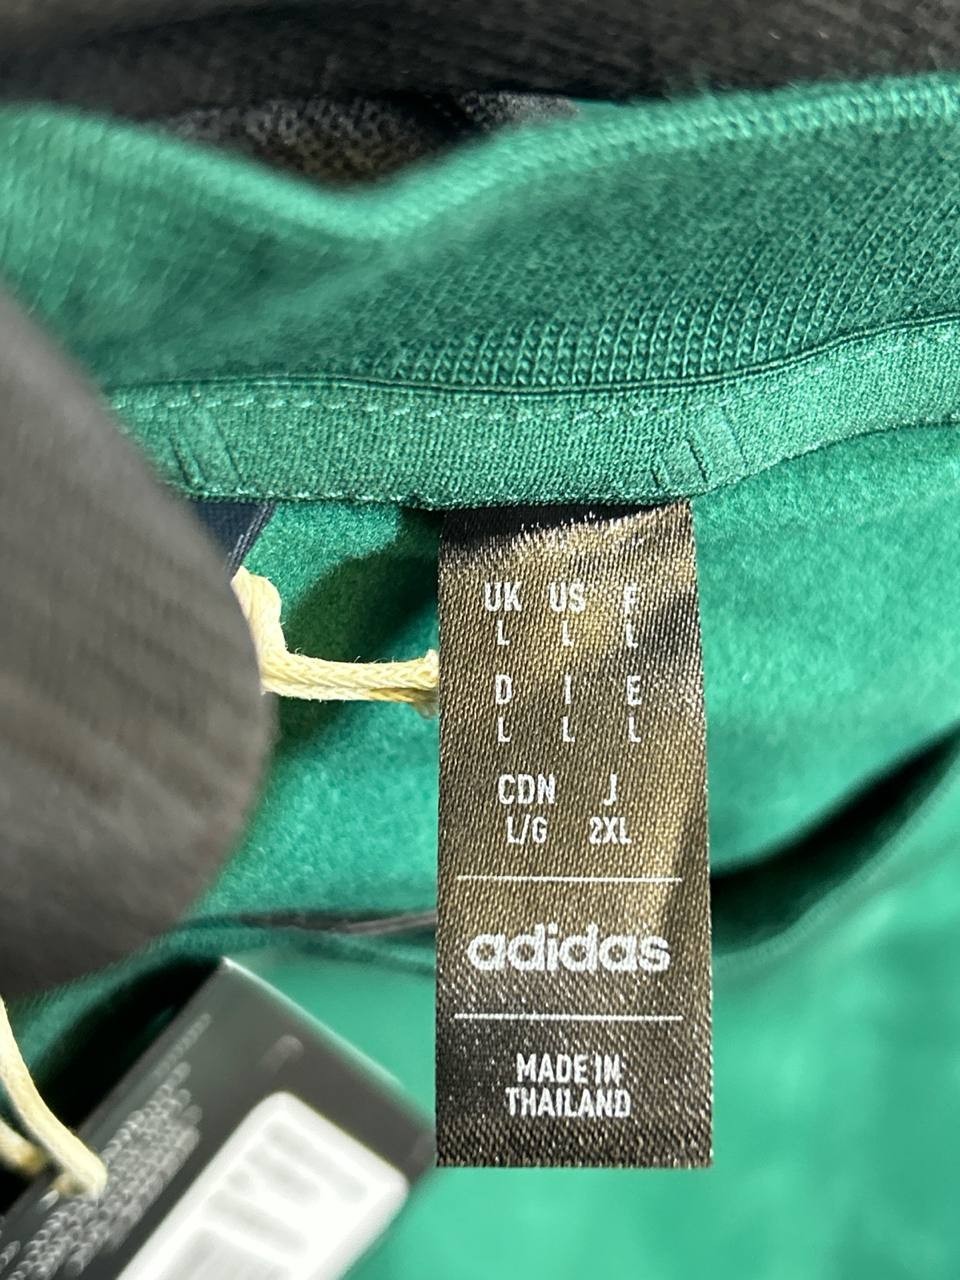 UK US F
L L L
D I E
L L L
CDN J
L/G 2XL
adidas
MADE IN
THAILAND